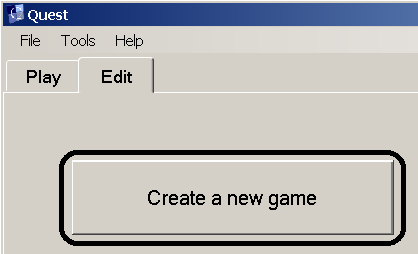 Quest
File Tools Help
Play Edit
Create a new game